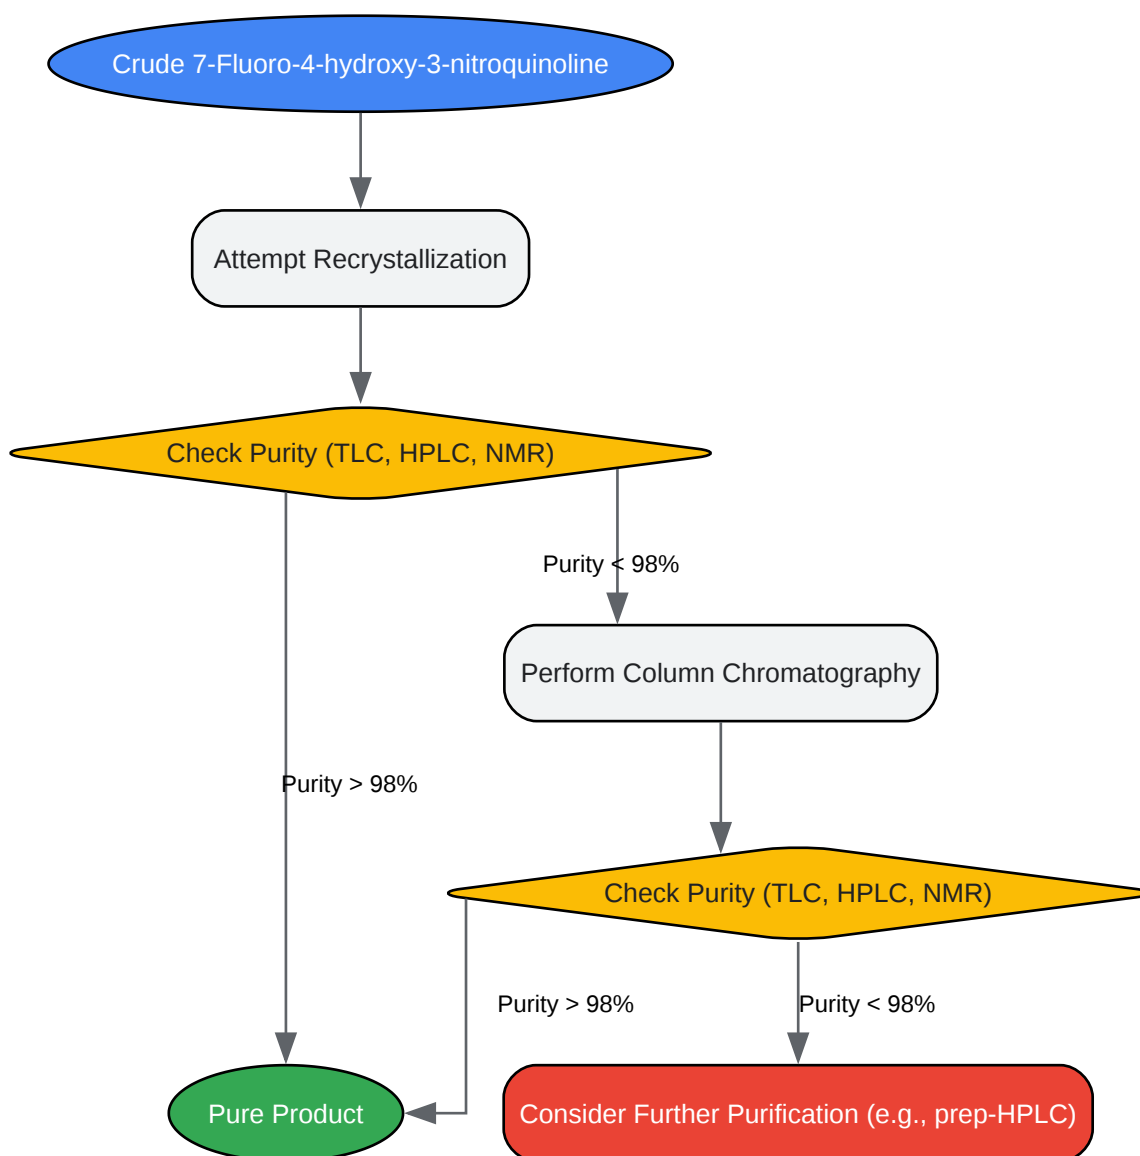 Crude 7-Fluoro-4-hydroxy-3-nitroquinoline
Attempt Recrystallization
Check Purity (TLC, HPLC, NMR)
Purity < 98%
Perform Column Chromatography
Purity > 98%
Check Purity (TLC, HPLC, NMR)
Purity > 98%
Purity < 98%
Pure Product
Consider Further Purification (e.g., prep-HPLC)